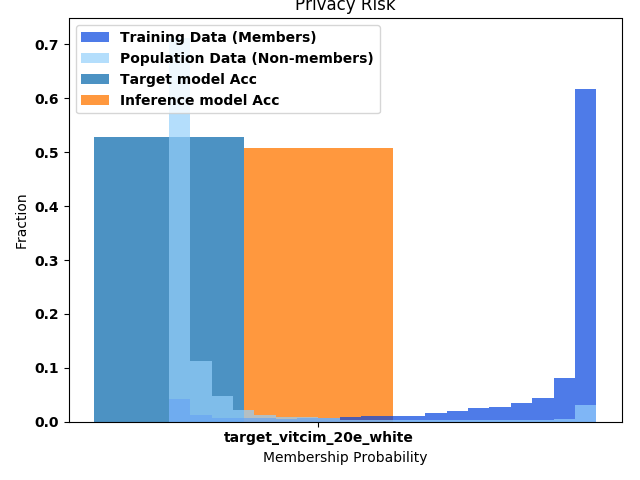 Privacy Risk
Training Data (Members)
Population Data (Non-members)
Target model Acc
Inference model Acc
0.7
0.6
0.5
0.4
0.3
0.2
0.1
0.0
Fraction
target_vitcim_20e_white
Membership Probability